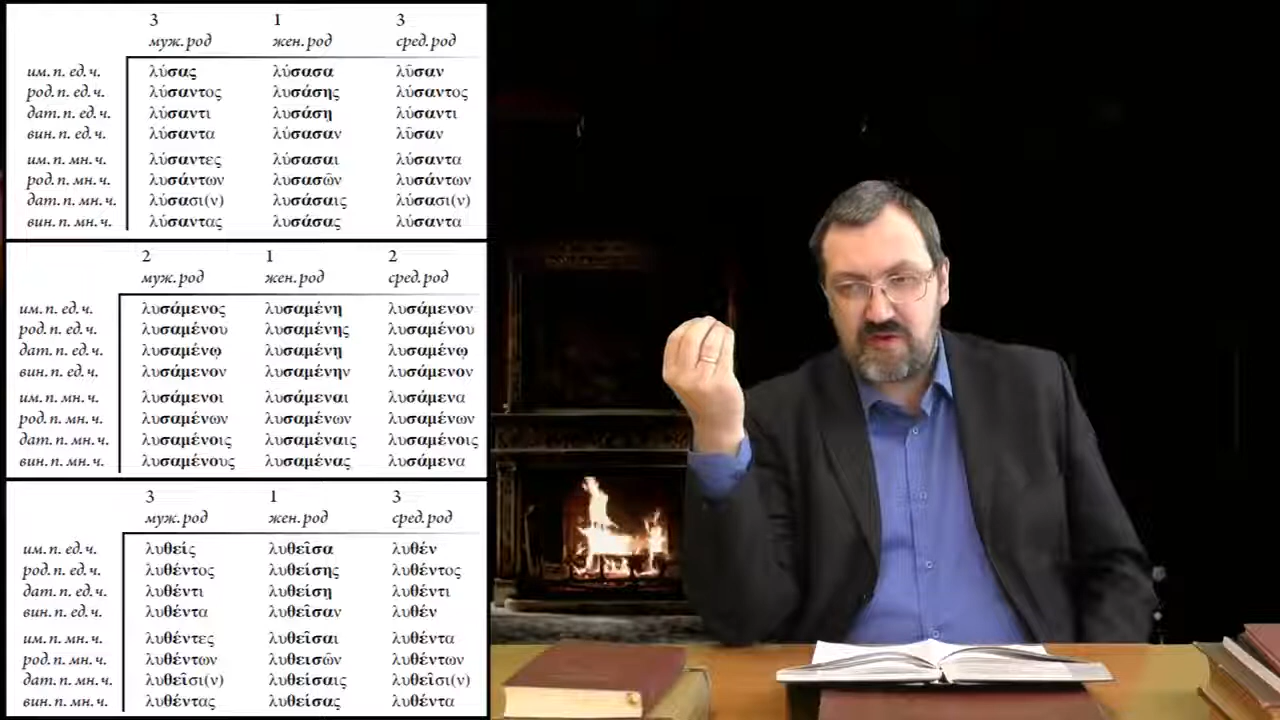 3 1 3
муж. род жен. род сред. род
им. п. ед. ч. λύσας λύσασα λῦσαν
род. п. ед. ч. λύσαντος λυσάσης λύσαντος
дат. п. ед. ч. λύσαντι λυσάσῃ λύσαντι
вин. п. ед. ч. λύσαντα λύσασαν λῦσαν
им. п. мн. ч. λύσαντες λύσασαι λύσαντα
род. п. мн. ч. λυσάντων λυσασῶν λυσάντων
дат. п. мн. ч. λύσασι(ν) λυσάσαις λύσασι(ν)
вин. п. мн. ч. λύσαντας λυσάσας λύσαντα
2 1 2
муж. род жен. род сред. род
им. п. ед. ч. λυσάμενος λυσαμένη λυσάμενον
род. п. ед. ч. λυσαμένου λυσαμένης λυσαμένου
дат. п. ед. ч. λυσαμένῳ λυσαμένῃ λυσαμένῳ
вин. п. ед. ч. λυσάμενον λυσαμένην λυσάμενον
им. п. мн. ч. λυσάμενοι λυσάμεναι λυσάμενα
род. п. мн. ч. λυσαμένων λυσαμένων λυσαμένων
дат. п. мн. ч. λυσαμένοις λυσαμέναις λυσαμένοις
вин. п. мн. ч. λυσαμένους λυσαμένας λυσάμενα
3 1 3
муж. род жен. род сред. род
им. п. ед. ч. λυθείς λυθεῖσα λυθέν
род. п. ед. ч. λυθέντος λυθείσης λυθέντος
дат. п. ед. ч. λυθέντι λυθείσῃ λυθέντι
вин. п. ед. ч. λυθέντα λυθεῖσαν λυθέν
им. п. мн. ч. λυθέντες λυθεῖσαι λυθέντα
род. п. мн. ч. λυθέντων λυθεισῶν λυθέντων
дат. п. мн. ч. λυθεῖσι(ν) λυθείσαις λυθεῖσι(ν)
вин. п. мн. ч. λυθέντας λυθείσας λυθέντα